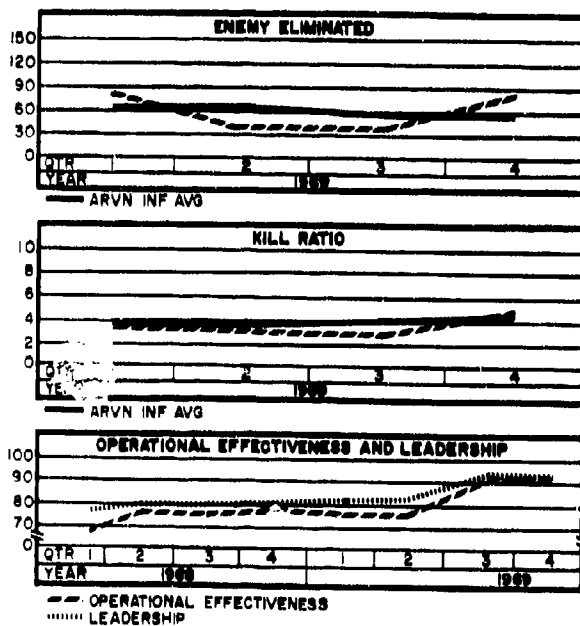 ENEMY ELIMINATED
150
120
90
60
30
0
QTR 2 3 4
YEAR 1969
ARVN INF AVG
KILL RATIO
10
8
6
4
2
0
2 3 4
1969
ARVN INF AVG
OPERATIONAL EFFECTIVENESS AND LEADERSHIP
100
90
80
70
0
QTR 1 2 3 4 1 2 3 4
YEAR 1968 1969
OPERATIONAL EFFECTIVENESS
LEADERSHIP